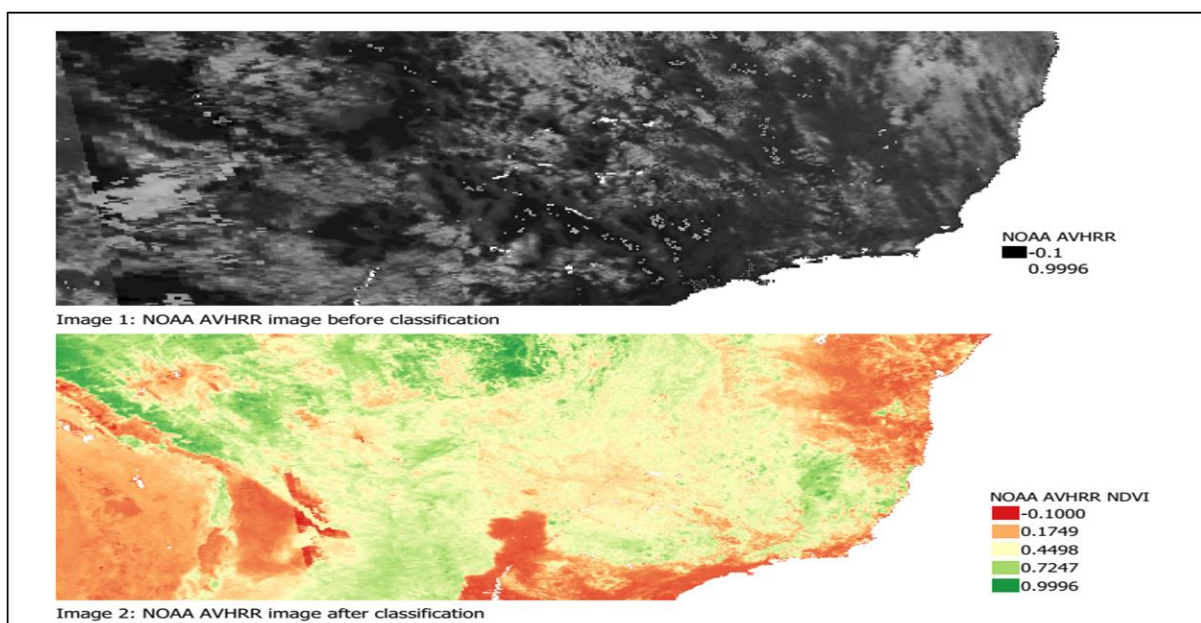 NOAA AVHRR
-0.1
0.9996
Image 1: NOAA AVHRR image before classification
NOAA AVHRR NDVI
-0.1000
0.1749
0.4498
0.7247
0.9996
Image 2: NOAA AVHRR image after classification